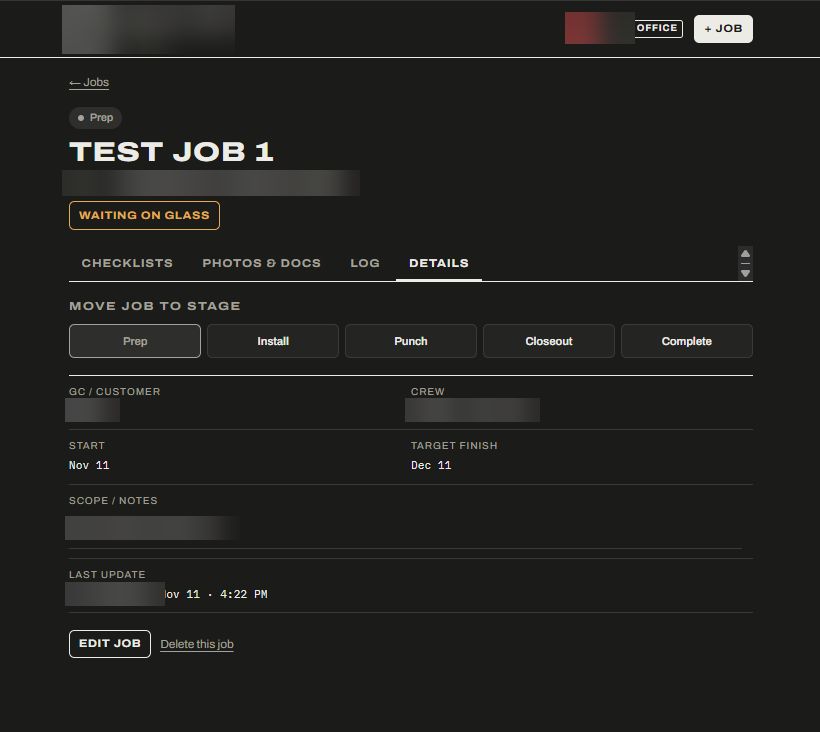 OFFICE
+ JOB
← Jobs
Prep
TEST JOB 1
WAITING ON GLASS
CHECKLISTS PHOTOS & DOCS LOG DETAILS
MOVE JOB TO STAGE
Prep Install Punch Closeout Complete
GC / CUSTOMER CREW
START TARGET FINISH
Nov 11 Dec 11
SCOPE / NOTES
LAST UPDATE
Nov 11 · 4:22 PM
EDIT JOB Delete this job